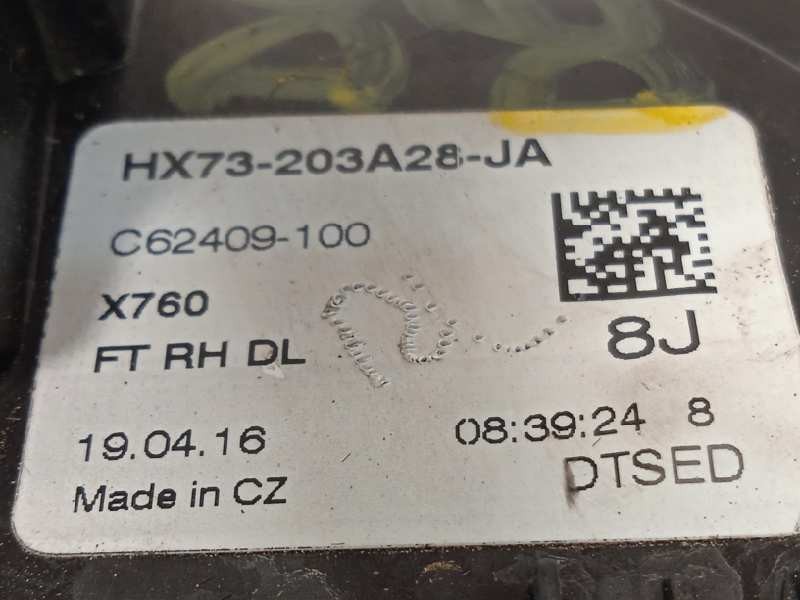 HX73-203A28-JA
C62409-100
X760
8J
FT RH DL
19.04.16
08:39:24 8
Made in CZ
DTSED